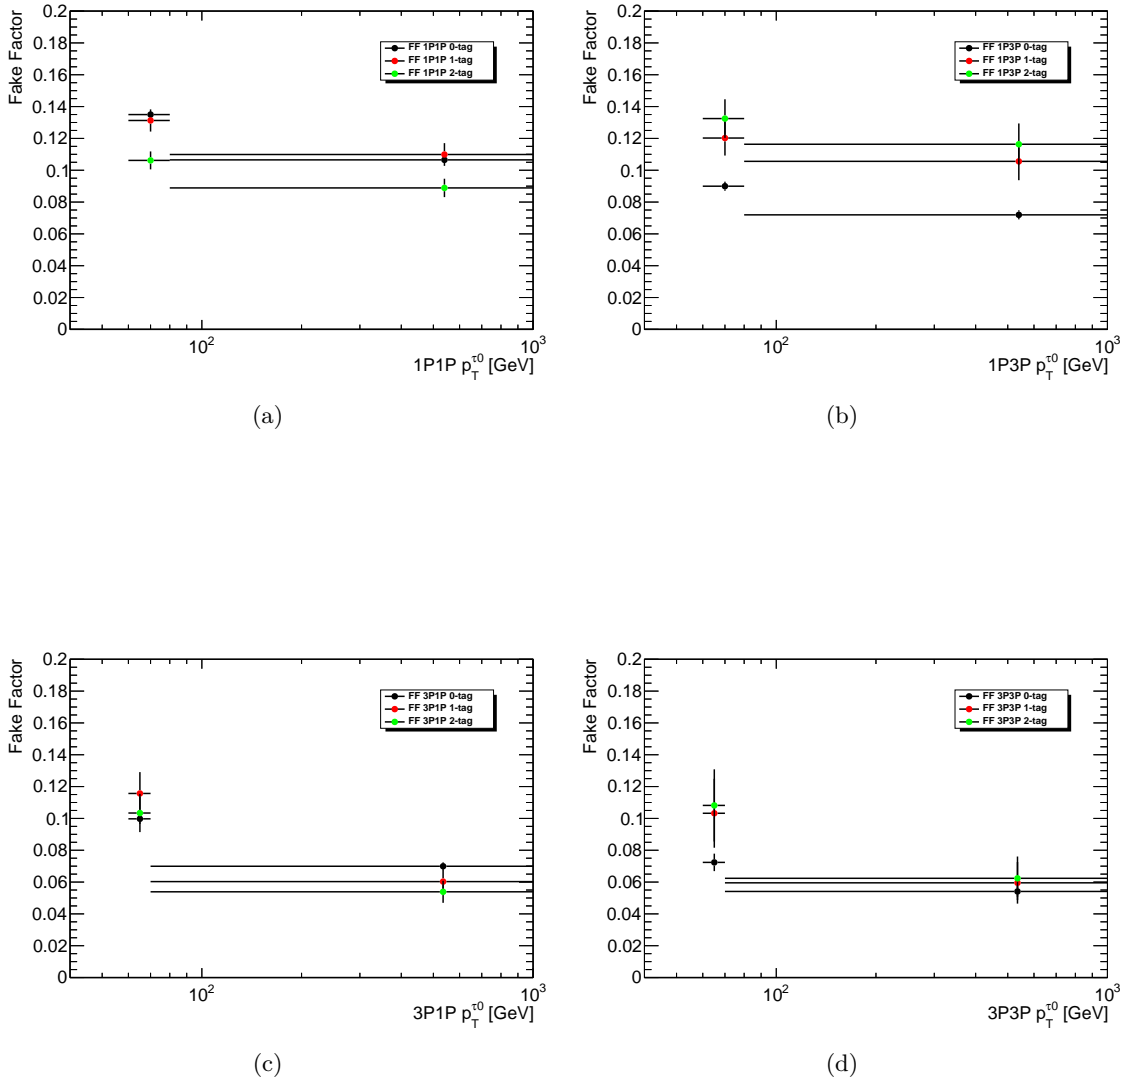 Fake Factor
0.2
0.18
0.16
0.14
0.12
0.1
0.08
0.06
0.04
0.02
0
FF 1P1P 0-tag
FF 1P1P 1-tag
FF 1P1P 2-tag
10²
10³
1P1P p_T^τ0 [GeV]
(a)
Fake Factor
0.2
0.18
0.16
0.14
0.12
0.1
0.08
0.06
0.04
0.02
0
FF 1P3P 0-tag
FF 1P3P 1-tag
FF 1P3P 2-tag
10²
10³
1P3P p_T^τ0 [GeV]
(b)
Fake Factor
0.2
0.18
0.16
0.14
0.12
0.1
0.08
0.06
0.04
0.02
0
FF 3P1P 0-tag
FF 3P1P 1-tag
FF 3P1P 2-tag
10²
10³
3P1P p_T^τ0 [GeV]
(c)
Fake Factor
0.2
0.18
0.16
0.14
0.12
0.1
0.08
0.06
0.04
0.02
0
FF 3P3P 0-tag
FF 3P3P 1-tag
FF 3P3P 2-tag
10²
10³
3P3P p_T^τ0 [GeV]
(d)